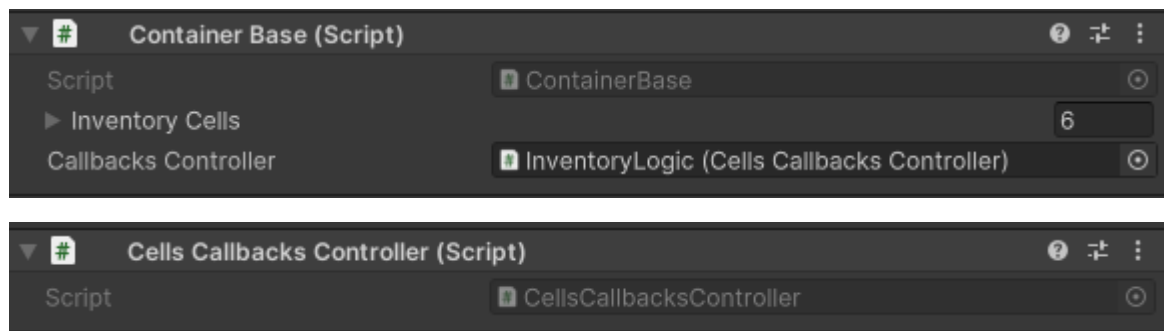 Container Base (Script)
Script ContainerBase
Inventory Cells 6
Callbacks Controller InventoryLogic (Cells Callbacks Controller)
Cells Callbacks Controller (Script)
Script CellsCallbacksController